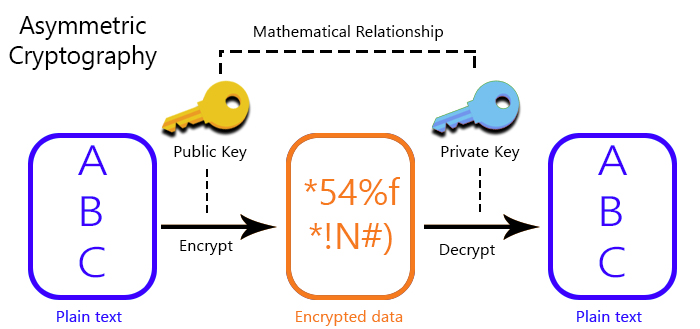 Asymmetric
Cryptography
Mathematical Relationship
Public Key
Private Key
A
B
C
Encrypt
*54%f
*!N#)
Decrypt
A
B
C
Plain text
Encrypted data
Plain text